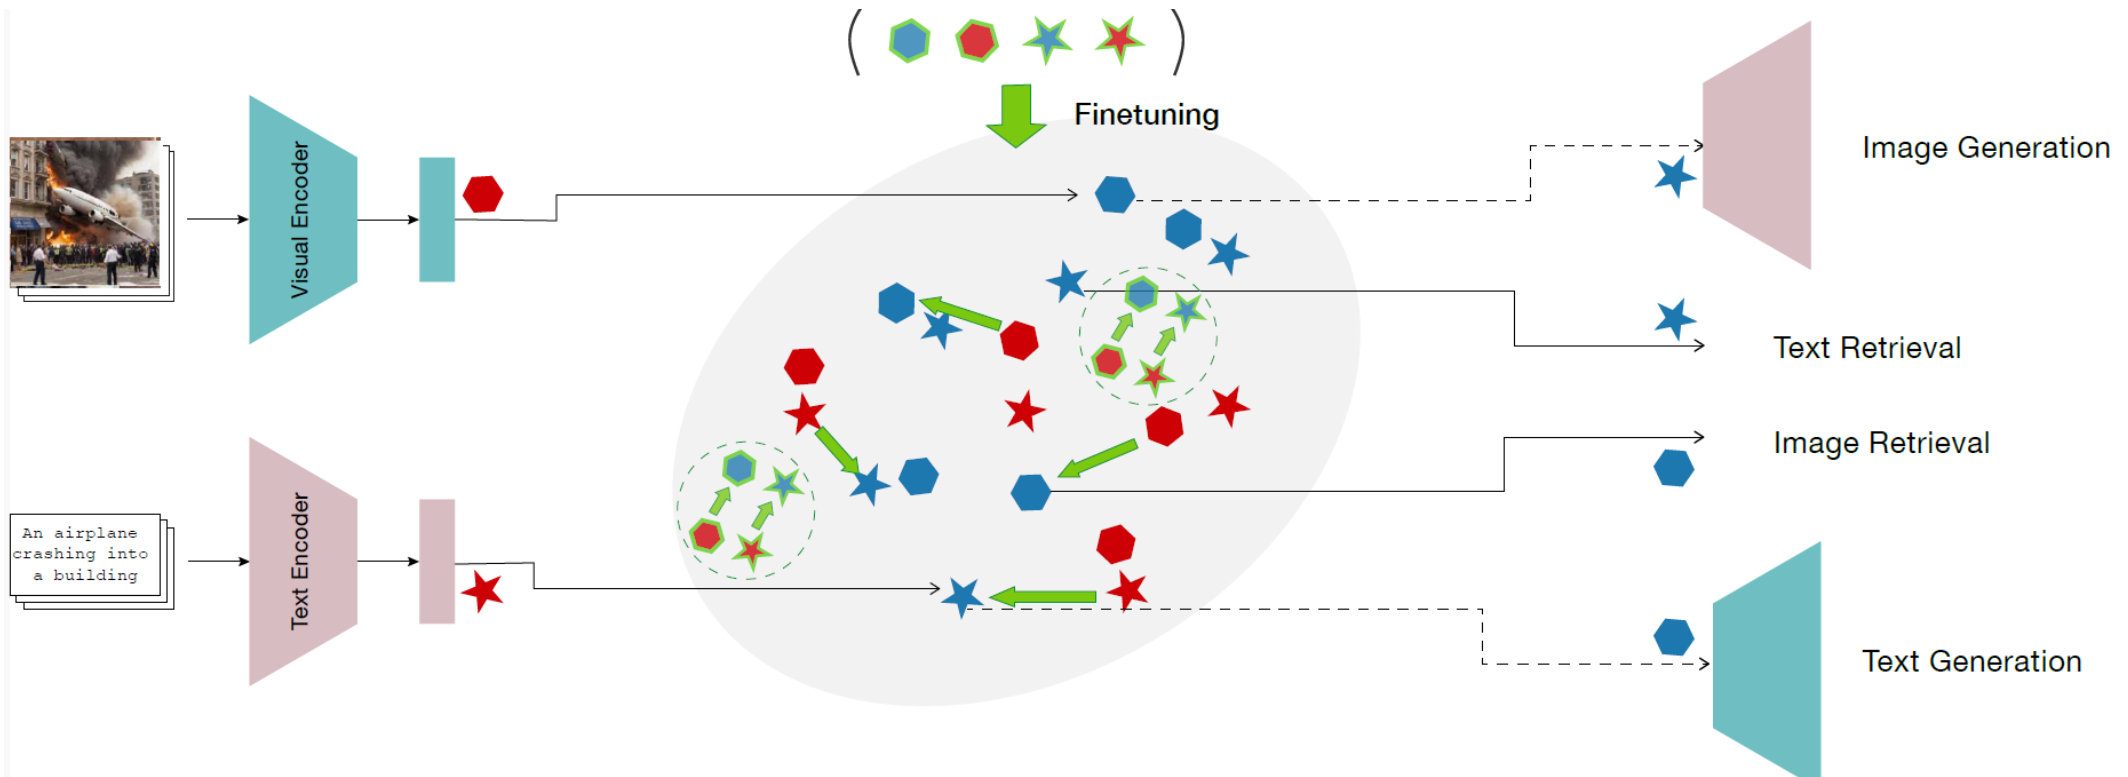 Finetuning
Visual Encoder
Image Generation
Text Retrieval
Image Retrieval
An airplane
crashing into
a building
Text Encoder
Text Generation